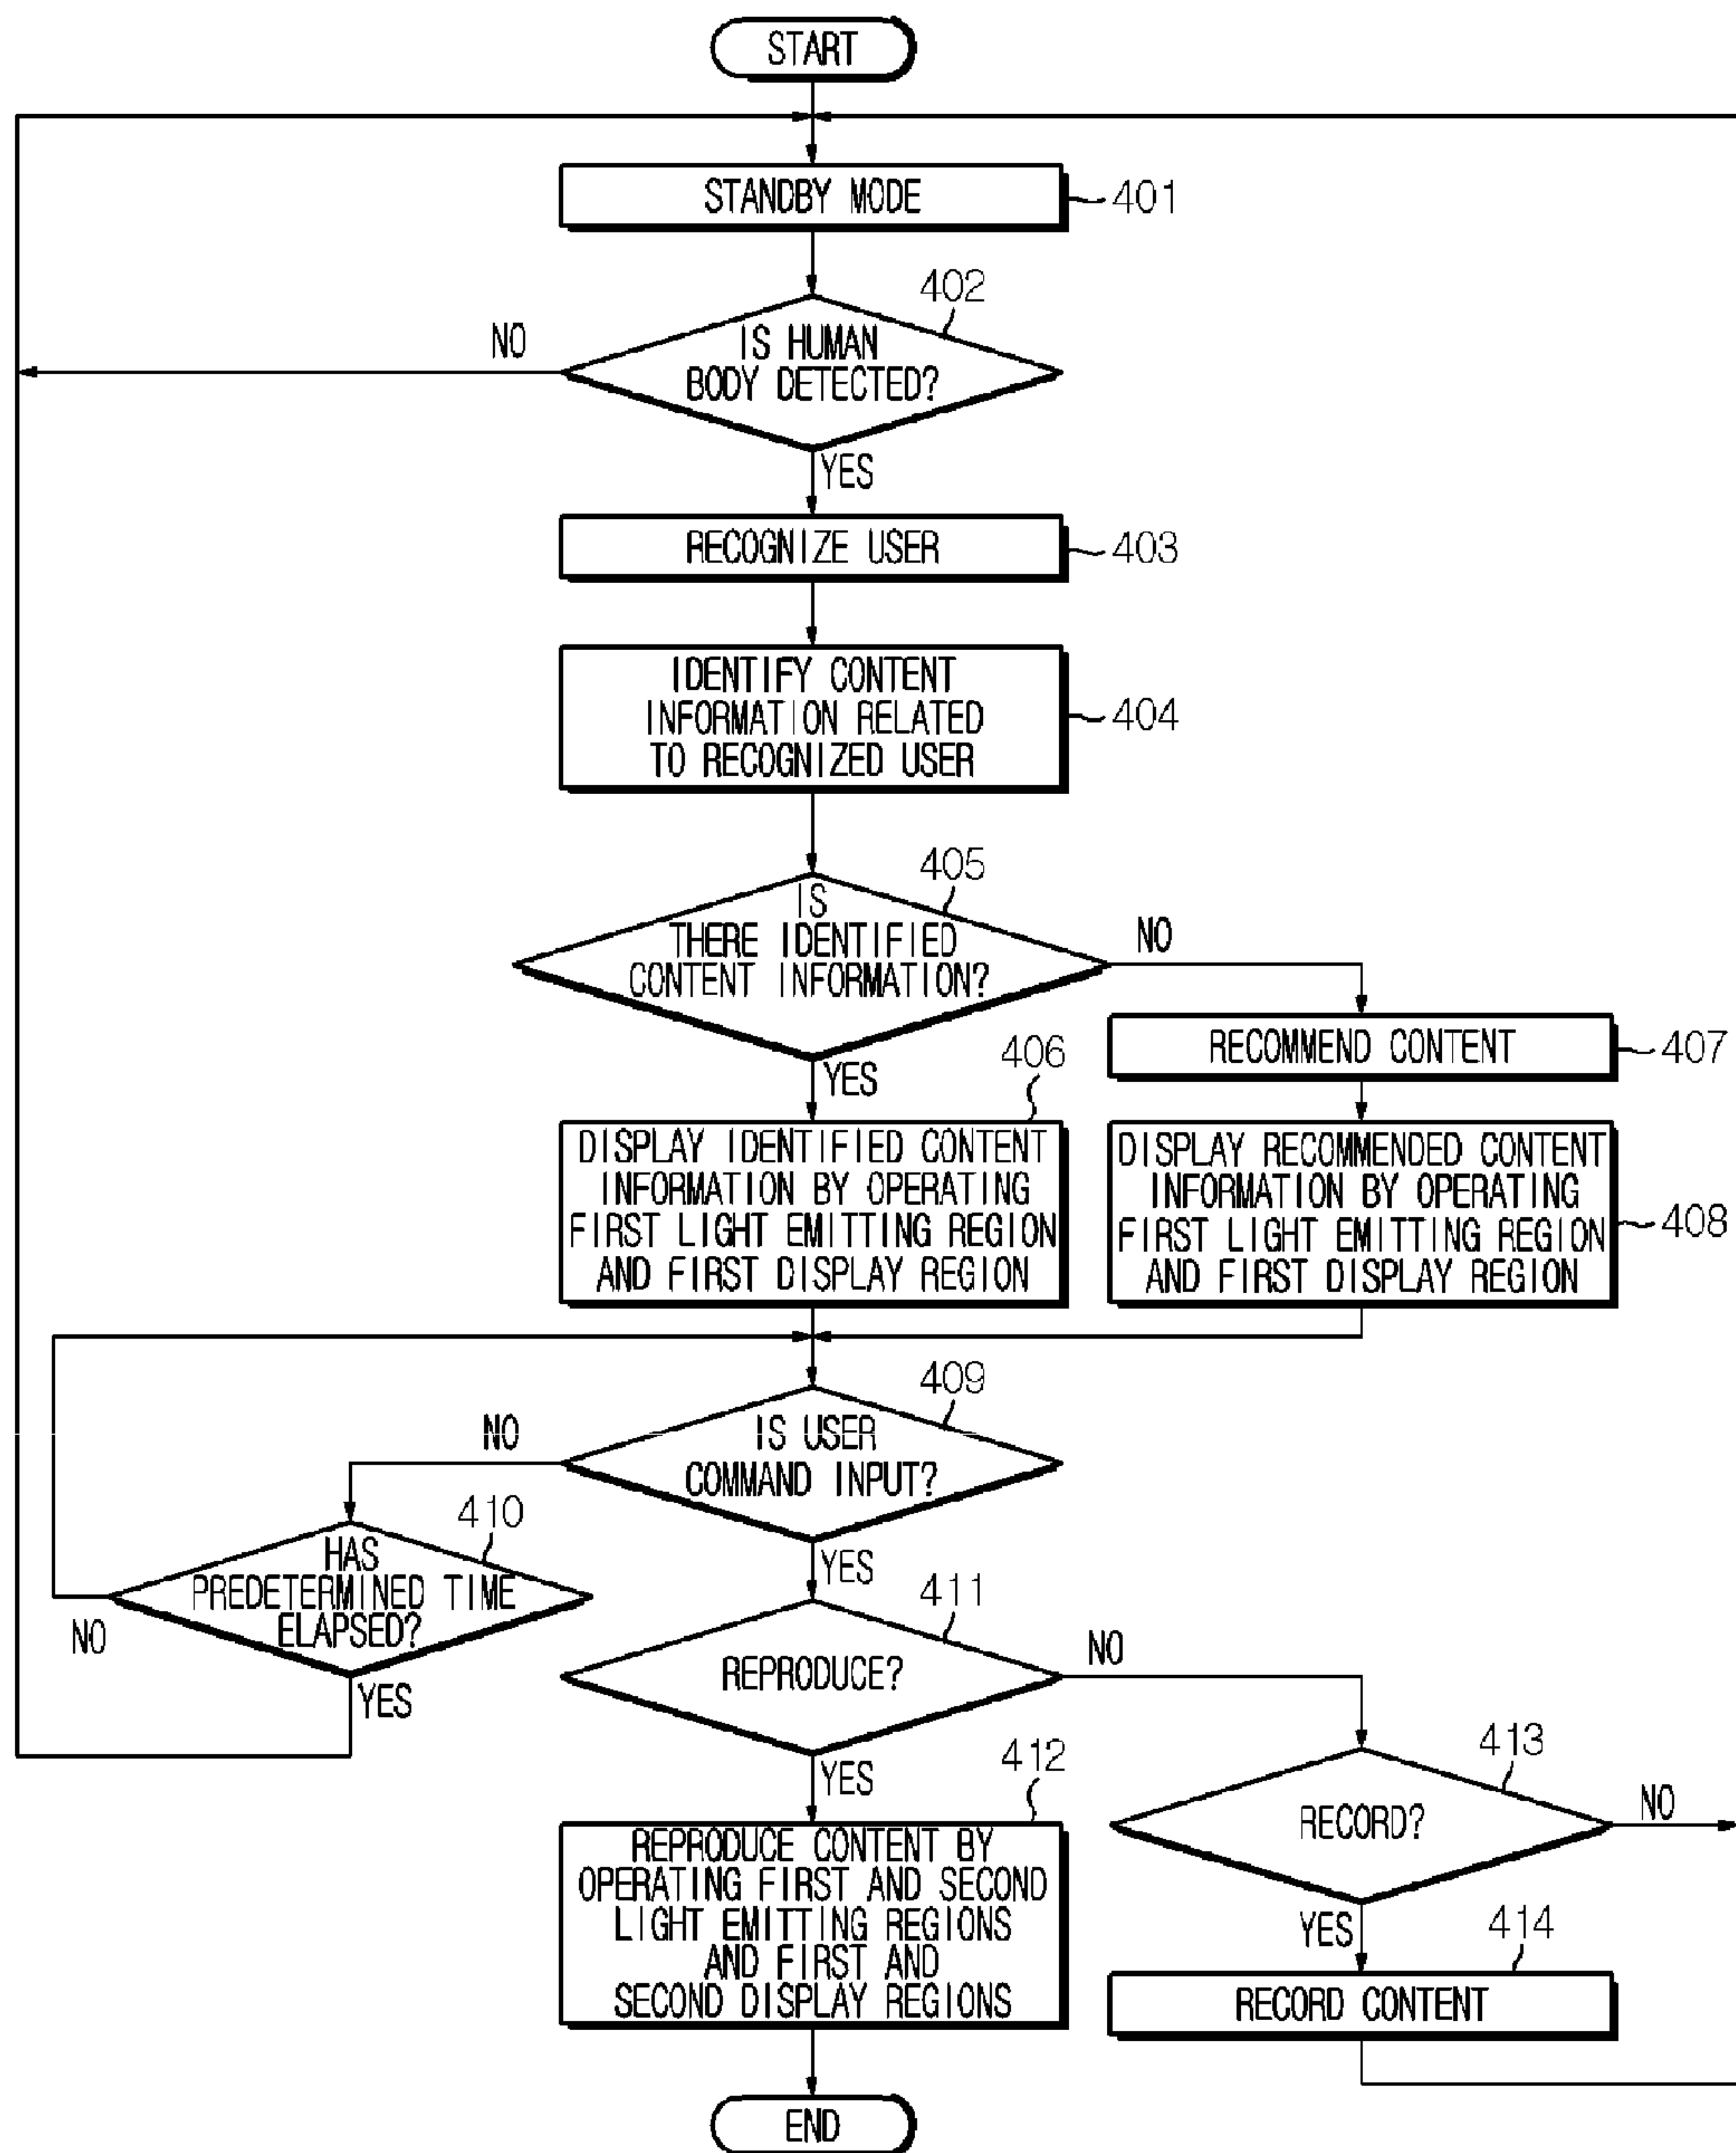 START
STANDBY MODE
401
402
IS HUMAN
BODY DETECTED?
NO
YES
RECOGNIZE USER
403
IDENTIFY CONTENT
INFORMATION RELATED
TO RECOGNIZED USER
404
405
IS
THERE IDENTIFIED
CONTENT INFORMATION?
NO
YES
RECOMMEND CONTENT
407
406
DISPLAY IDENTIFIED CONTENT
INFORMATION BY OPERATING
FIRST LIGHT EMITTING REGION
AND FIRST DISPLAY REGION
DISPLAY RECOMMENDED CONTENT
INFORMATION BY OPERATING
FIRST LIGHT EMITTING REGION
AND FIRST DISPLAY REGION
408
409
IS USER
COMMAND INPUT?
NO
YES
410
HAS
PREDETERMINED TIME
ELAPSED?
NO
YES
411
REPRODUCE?
NO
YES
412
REPRODUCE CONTENT BY
OPERATING FIRST AND SECOND
LIGHT EMITTING REGIONS
AND FIRST AND
SECOND DISPLAY REGIONS
413
RECORD?
NO
YES
414
RECORD CONTENT
END